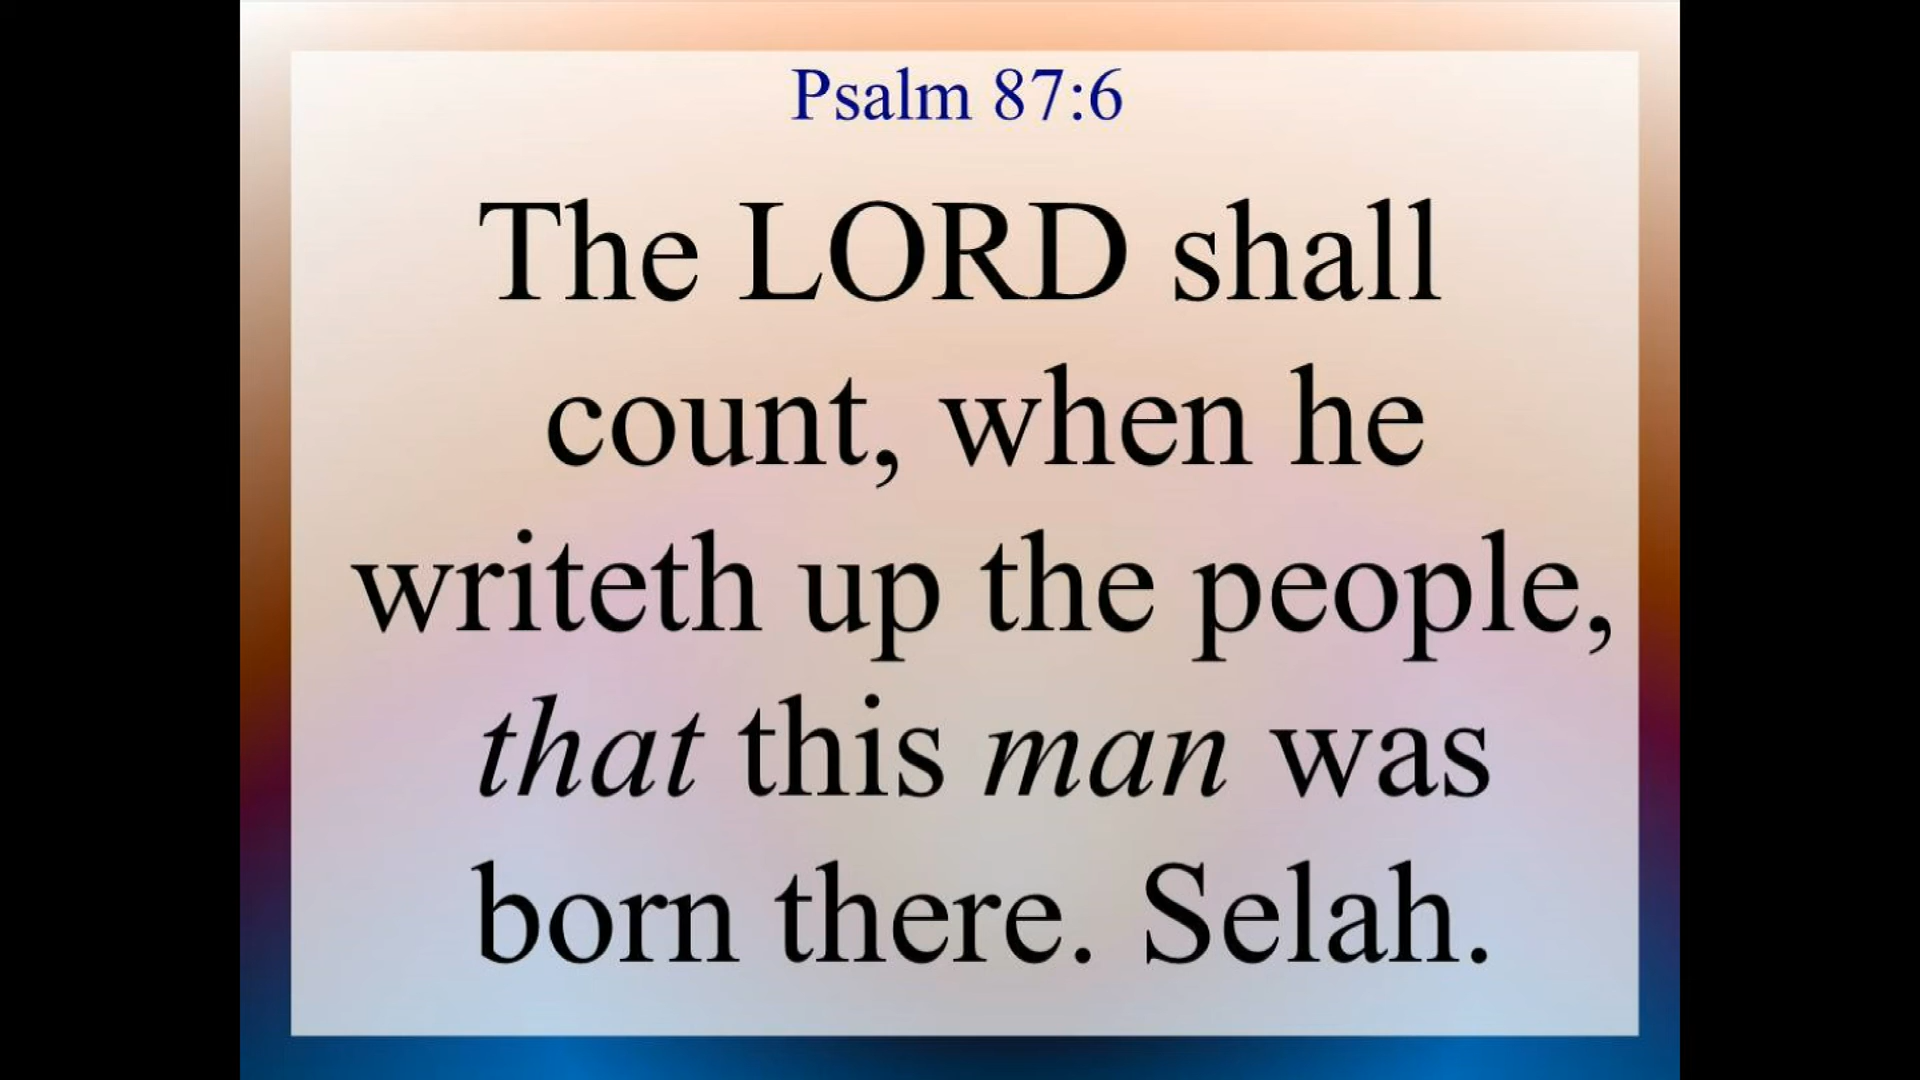 Psalm 87:6
The LORD shall
count, when he
writeth up the people,
that this man was
born there. Selah.